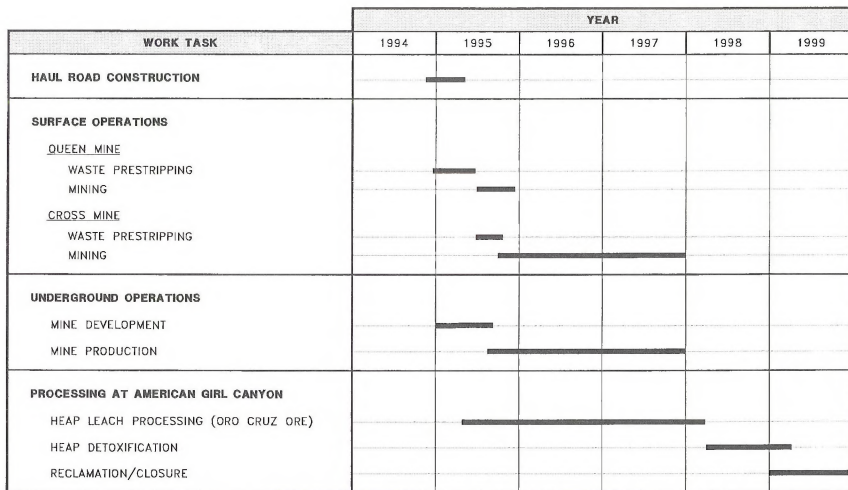 YEAR
WORK TASK 1994 1995 1996 1997 1998 1999
HAUL ROAD CONSTRUCTION
SURFACE OPERATIONS
QUEEN MINE
WASTE PRESTRIPPING
MINING
CROSS MINE
WASTE PRESTRIPPING
MINING
UNDERGROUND OPERATIONS
MINE DEVELOPMENT
MINE PRODUCTION
PROCESSING AT AMERICAN GIRL CANYON
HEAP LEACH PROCESSING (ORO CRUZ ORE)
HEAP DETOXIFICATION
RECLAMATION/CLOSURE